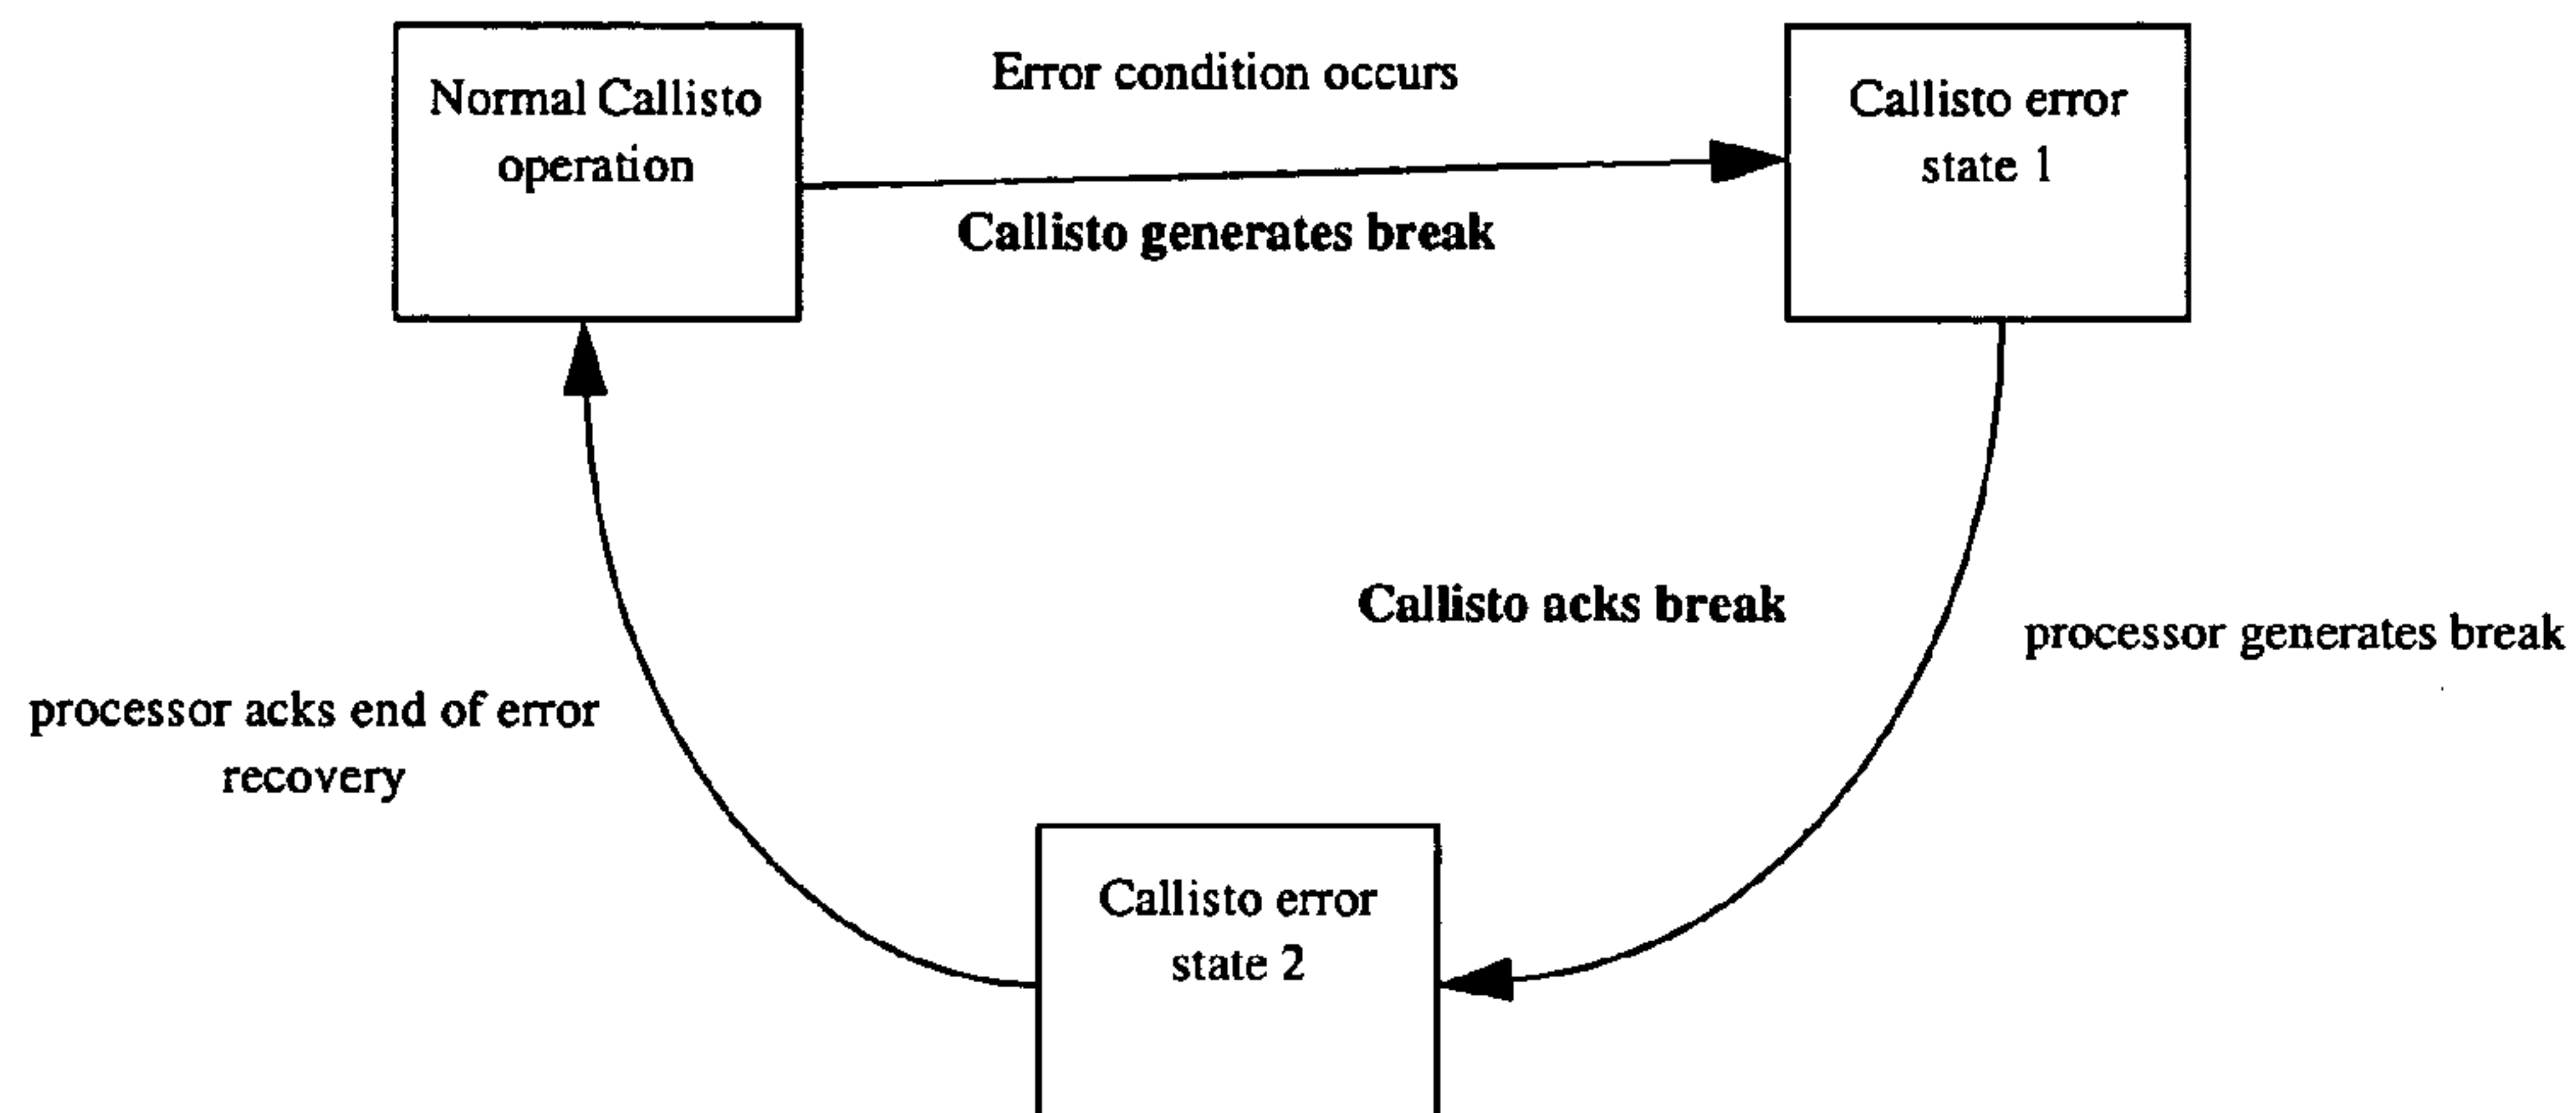 Normal Callisto
operation
Error condition occurs
Callisto generates break
Callisto error
state 1
Callisto acks break
processor generates break
processor acks end of error
recovery
Callisto error
state 2